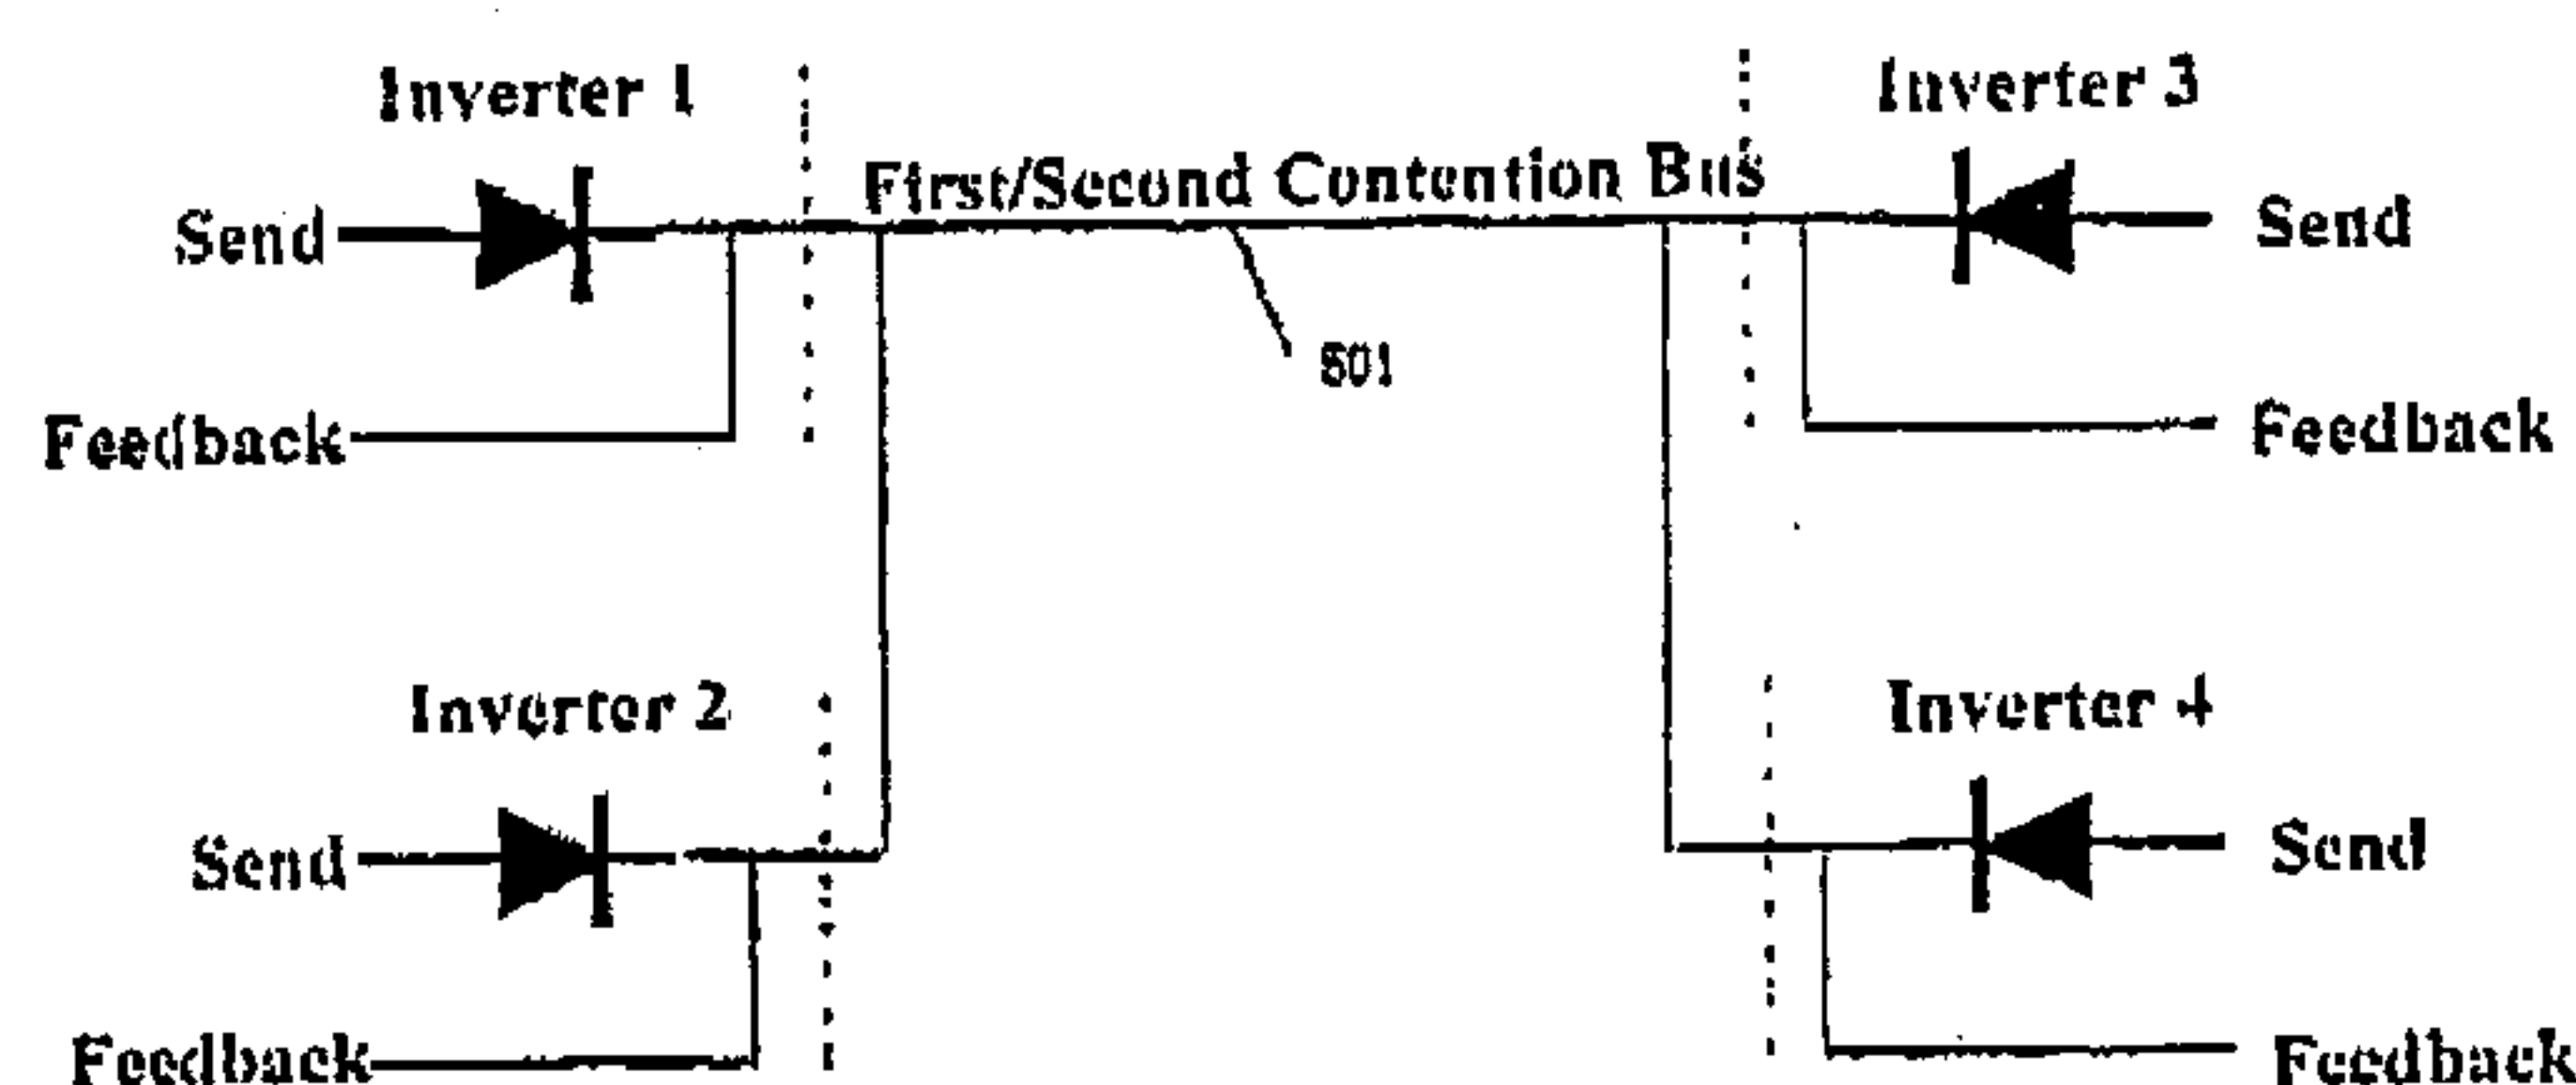 Inverter 1
Inverter 3
First/Second Contention Bus
Send
Send
801
Feedback
Feedback
Inverter 2
Inverter 4
Send
Send
Feedback
Feedback